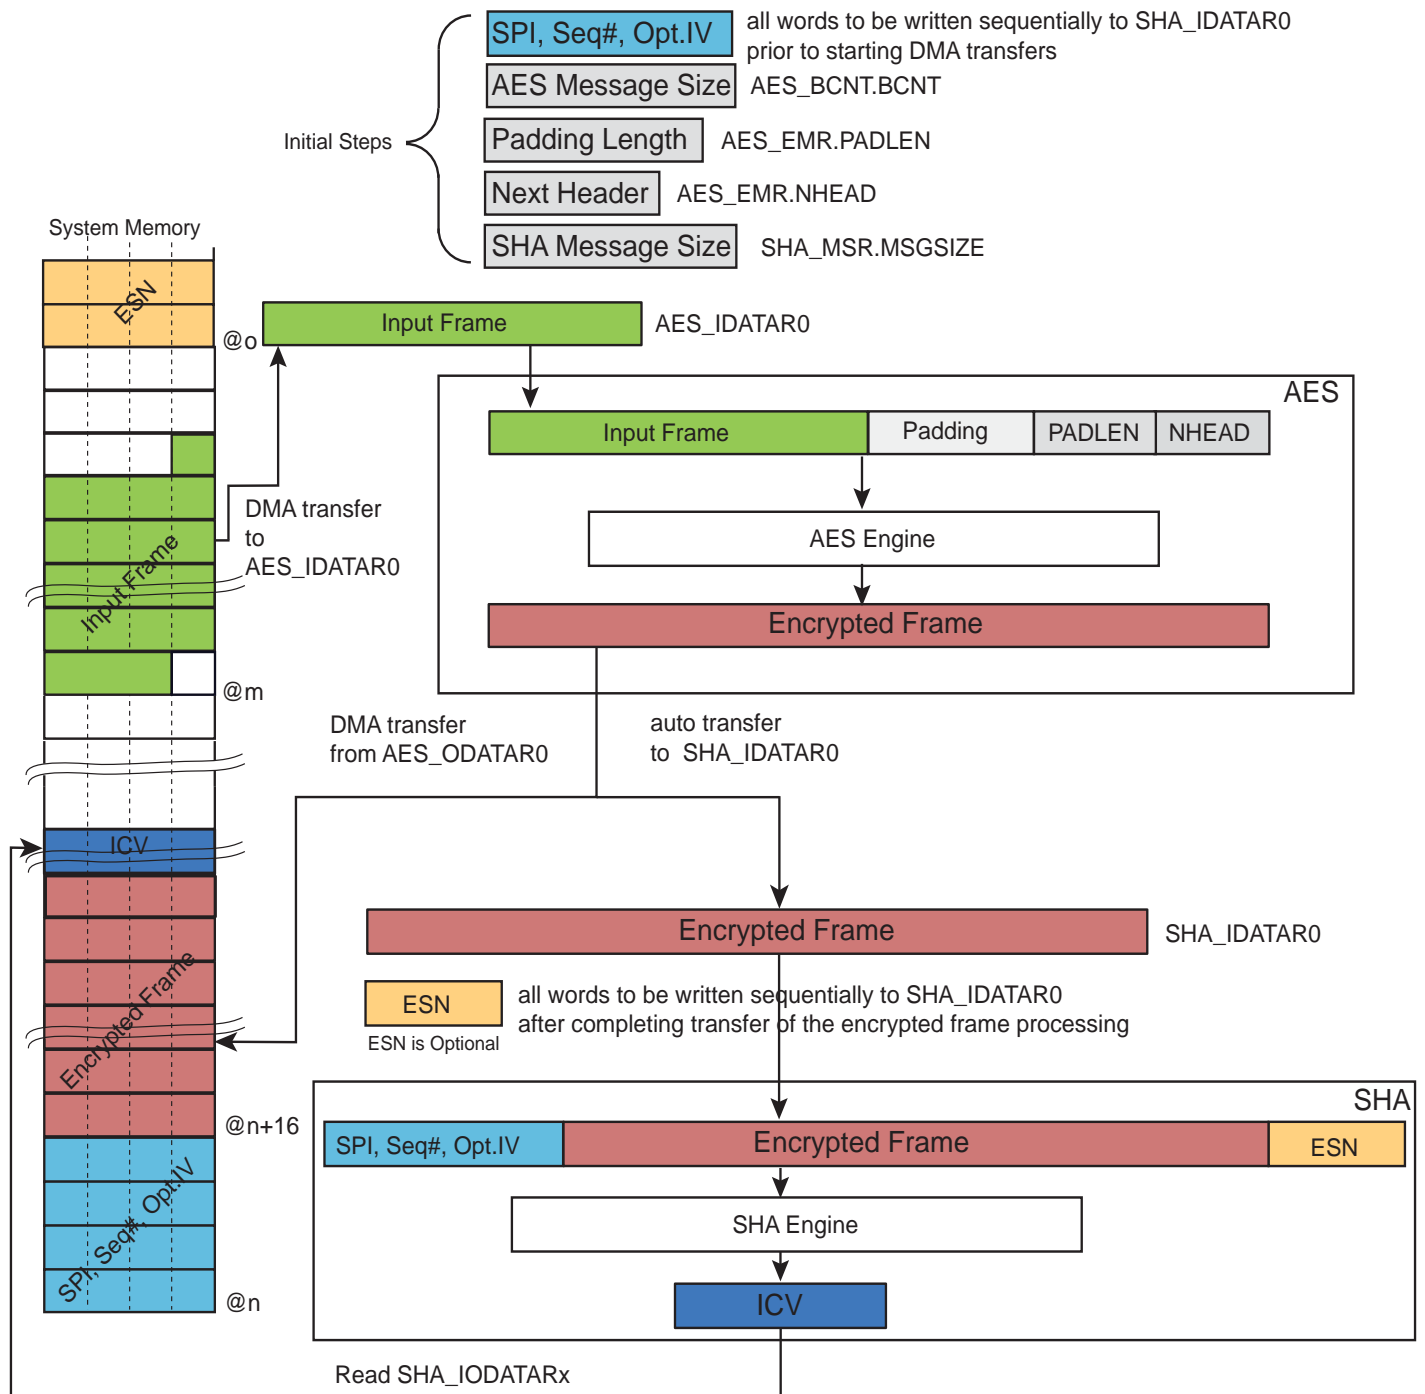 SPI, Seq#, Opt.IV
all words to be written sequentially to SHA_IDATAR0
prior to starting DMA transfers
AES Message Size
AES_BCNT.BCNT
Initial Steps
Padding Length
AES_EMR.PADLEN
Next Header
AES_EMR.NHEAD
SHA Message Size
SHA_MSR.MSGSIZE
System Memory
ESN
@o
Input Frame
AES_IDATAR0
AES
Input Frame
Padding
PADLEN
NHEAD
DMA transfer
to
AES_IDATAR0
Input Frame
AES Engine
Encrypted Frame
@m
DMA transfer
from AES_ODATAR0
auto transfer
to SHA_IDATAR0
ICV
Encrypted Frame
SHA_IDATAR0
Encrypted Frame
ESN
all words to be written sequentially to SHA_IDATAR0
after completing transfer of the encrypted frame processing
ESN is Optional
@n+16
SHA
SPI, Seq#, Opt.IV
Encrypted Frame
ESN
SPI, Seq#, Opt.IV
SHA Engine
@n
ICV
Read SHA_IODATARx